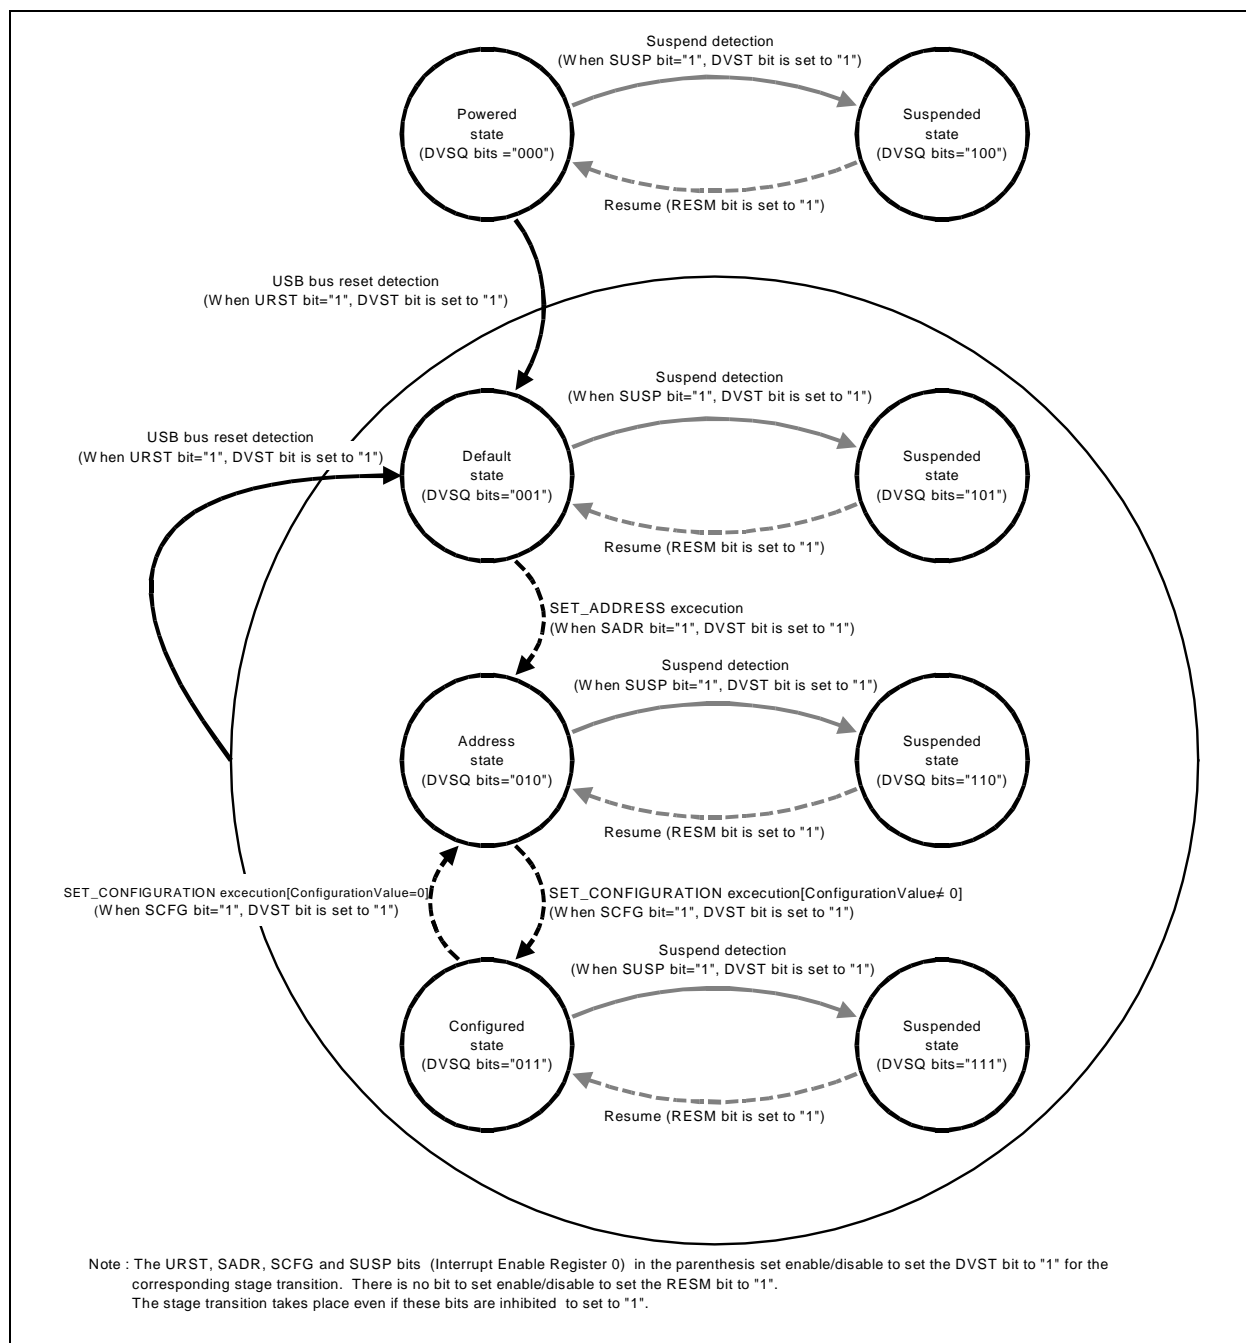 Suspend detection
(When SUSP bit="1", DVST bit is set to "1")
Powered
state
(DVSQ bits ="000")
Suspended
state
(DVSQ bits="100")
Resume (RESM bit is set to "1")
USB bus reset detection
(When URST bit="1", DVST bit is set to "1")
Suspend detection
(When SUSP bit="1", DVST bit is set to "1")
USB bus reset detection
(When URST bit="1", DVST bit is set to "1")
Default
state
(DVSQ bits="001")
Suspended
state
(DVSQ bits="101")
Resume (RESM bit is set to "1")
SET_ADDRESS excecution
(When SADR bit="1", DVST bit is set to "1")
Suspend detection
(When SUSP bit="1", DVST bit is set to "1")
Address
state
(DVSQ bits="010")
Suspended
state
(DVSQ bits="110")
Resume (RESM bit is set to "1")
SET_CONFIGURATION excecution[ConfigurationValue=0]
(When SCFG bit="1", DVST bit is set to "1")
SET_CONFIGURATION excecution[ConfigurationValue≠ 0]
(When SCFG bit="1", DVST bit is set to "1")
Suspend detection
(When SUSP bit="1", DVST bit is set to "1")
Configured
state
(DVSQ bits="011")
Suspended
state
(DVSQ bits="111")
Resume (RESM bit is set to "1")
Note : The URST, SADR, SCFG and SUSP bits (Interrupt Enable Register 0) in the parenthesis set enable/disable to set the DVST bit to "1" for the
corresponding stage transition. There is no bit to set enable/disable to set the RESM bit to "1".
The stage transition takes place even if these bits are inhibited to set to "1".